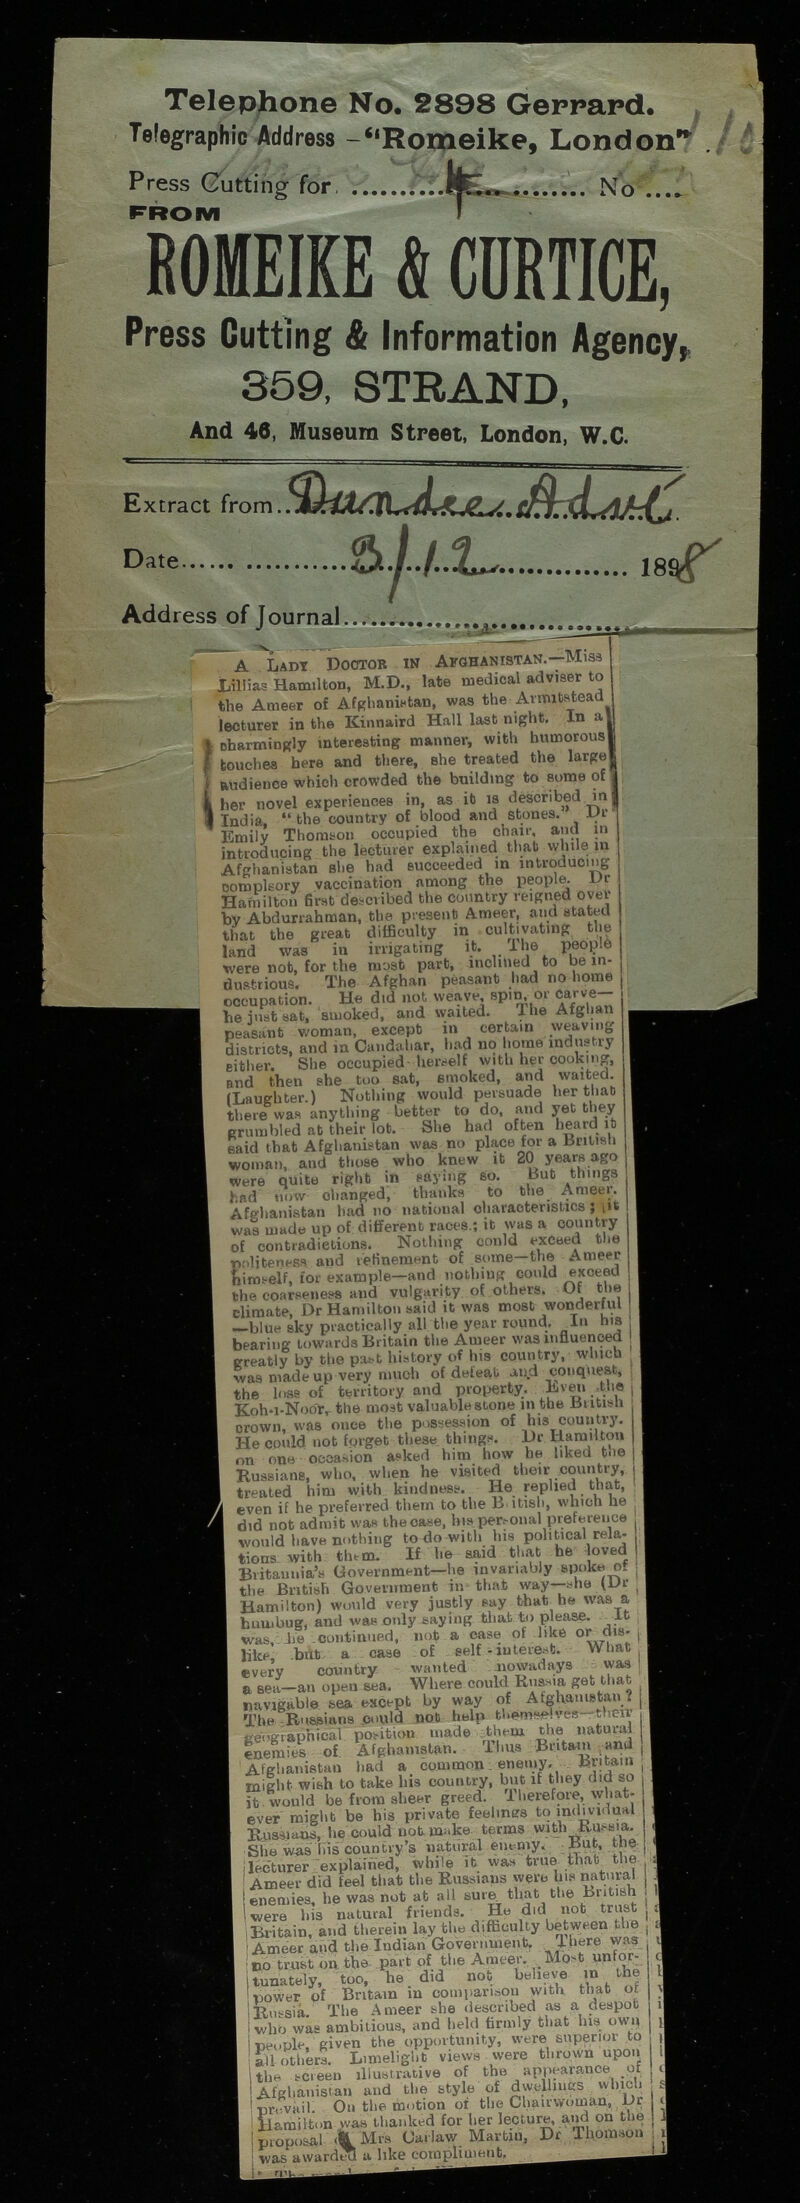 Telephone No. 2898 Gerrard.
Telegraphic Address -"Romeike, London".
Press Cutting for .......... No ....
FROM
ROMEIKE & CURTICE,
Press Cutting & Information Agency,
359, STRAND,
And 46, Museum Street, London, W.C.
Extract from.. Dundee Advt.
Date...... 3/12 ...... 1898
Address of Journal..............................
A LADY DOCTOR IN AFGHANISTAN.—Miss
Lillias Hamilton, M.D., late medical adviser to
the Ameer of Afghanistan, was the Armitstead
lecturer in the Kinnaird Hall last night. In a
charmingly interesting manner, with humorous
touches here and there, she treated the large
audience which crowded the building to some of
her novel experiences in, as it is described in
India, "the country of blood and stones." Dr
Emily Thomson occupied the chair, and in
introducing the lecturer explained that while in
Afghanistan she had succeeded in introducing
complsory vaccination among the people. Dr
Hamilton first described the country reigned over
by Abdurrahman, the present Ameer, and stated
that the great difficulty in cultivating the
land was in irrigating it. The people
were not, for the most part, inclined to be in-
dustrious. The Afghan peasant had no home
occupation. He did not weave, spin, or carve—
he just sat, smoked, and waited. The Afghan
peasant woman, except in certain weaving
districts, and in Candahar, had no home industry
either. She occupied herself with her cooking,
and then she too sat, smoked, and waited.
(Laughter.) Nothing would persuade her that
there was anything better to do, and yet they
grumbled at their lot. She had often heard it
said that Afghanistan was no place for a British
woman, and those who knew it 20 years ago
were quite right in saying so. But things
had now changed, thanks to the Ameer.
Afghanistan had no national characteristics; it
was made up of different races.; it was a country
of contradictions. Nothing could exceed the
politeness and refinement of some—the Ameer
himself, for example—and nothing could exceed
the coarseness and vulgarity of others. Of the
climate, Dr Hamilton said it was most wonderful
—blue sky practically all the year round. In his
bearing towards Britain the Ameer was influenced
greatly by the past history of his country, which
was made up very much of defeat and conquest,
the loss of territory and property. Even the
Koh-i-Noor, the most valuable stone in the British
crown, was once the possession of his country.
He could not forget these things. Dr Hamilton
on one occasion asked him how he liked the
Russians, who, when he visited their country,
treated him with kindness. He replied that,
even if he preferred them to the British, which he
did not admit was the case, his personal preference
would have nothing to do with his political rela-
tions with them. If he said that he loved
Britannia's Government—he invariably spoke of
the British Government in that way—she (Dr
Hamilton) would very justly say that he was a
humbug, and was only saying that to please. It
was, he continued, not a case of like or dis-
like, but a case of self-interest. What
every country wanted nowadays was
a sea—an open sea. Where could Russia get that
navigable sea except by way of Afghanistan?
The Russians could not help themselves—their
geographical position made them the natural
enemies of Afghanistan. Thus Britain and
Afghanistan had a common enemy. Britain
might wish to take his country, but if they did so
it would be from sheer greed. Therefore, what-
ever might be his private feelings to individual
Russians, he could not make terms with Russia.
She was his country's natural enemy. But, the
lecturer explained, while it was true that the
Ameer did feel that the Russians were his natural
enemies, he was not at all sure that the British
were his natural friends. He did not trust
Britain, and therein lay the difficulty between the
Ameer and the Indian Government. There was
no trust on the part of the Ameer. Most unfor-
tunately, too, he did not believe in the
power of Britain in comparison with that of
Russia. The Ameer she described as a despot
who was ambitious, and held firmly that his own
people, given the opportunity, were superior to
all others. Limelight views were thrown upon
the screen illustrative of the appearance of
Afghanistan and the style of dwellings which
prevail. On the motion of the Chairwoman, Dr
Hamilton was thanked for her lecture, and on the
proposal Mrs Carlaw Martin, Dr Thomson
was awarded a like compliment.